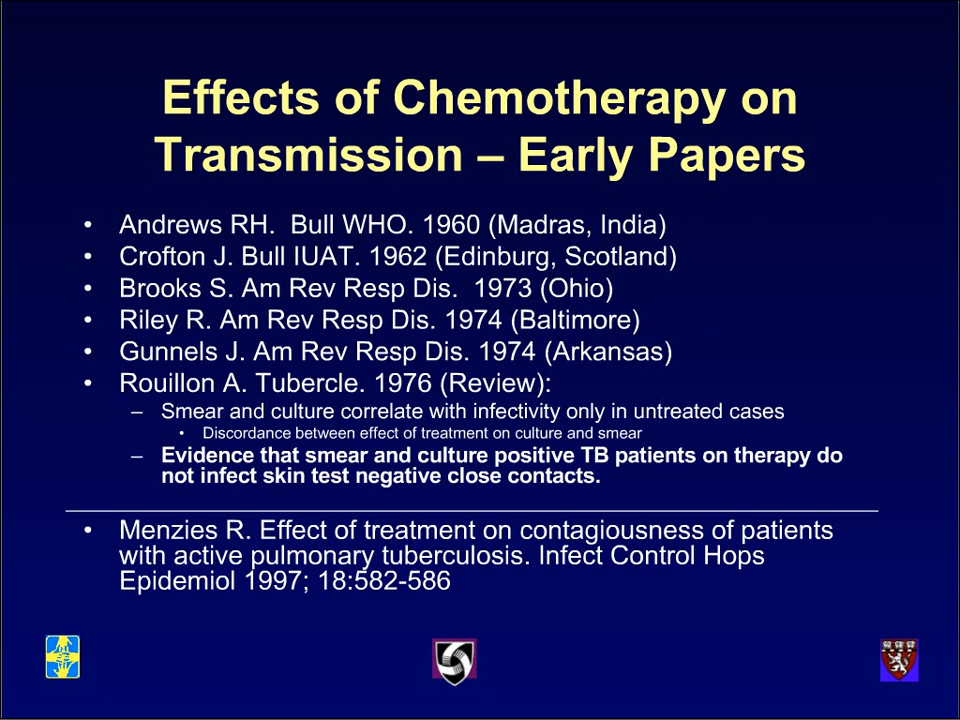 Effects of Chemotherapy on
Transmission – Early Papers
• Andrews RH. Bull WHO. 1960 (Madras, India)
• Crofton J. Bull IUAT. 1962 (Edinburg, Scotland)
• Brooks S. Am Rev Resp Dis. 1973 (Ohio)
• Riley R. Am Rev Resp Dis. 1974 (Baltimore)
• Gunnels J. Am Rev Resp Dis. 1974 (Arkansas)
• Rouillon A. Tubercle. 1976 (Review):
– Smear and culture correlate with infectivity only in untreated cases
• Discordance between effect of treatment on culture and smear
– Evidence that smear and culture positive TB patients on therapy do
not infect skin test negative close contacts.
• Menzies R. Effect of treatment on contagiousness of patients
with active pulmonary tuberculosis. Infect Control Hops
Epidemiol 1997; 18:582-586